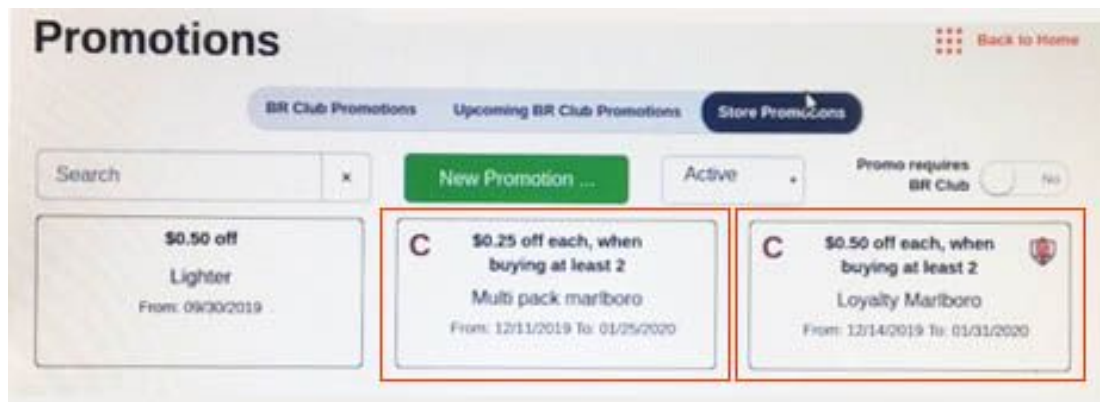 Promotions
Back to Home
BR Club Promotions Upcoming BR Club Promotions Store Promotions
Search × New Promotion ... Active Promo requires
BR Club No
$0.50 off
Lighter
From: 09/30/2019
C $0.25 off each, when
buying at least 2
Multi pack marlboro
From: 12/11/2019 To: 01/25/2020
C $0.50 off each, when
buying at least 2
Loyalty Marlboro
From: 12/14/2019 To: 01/31/2020